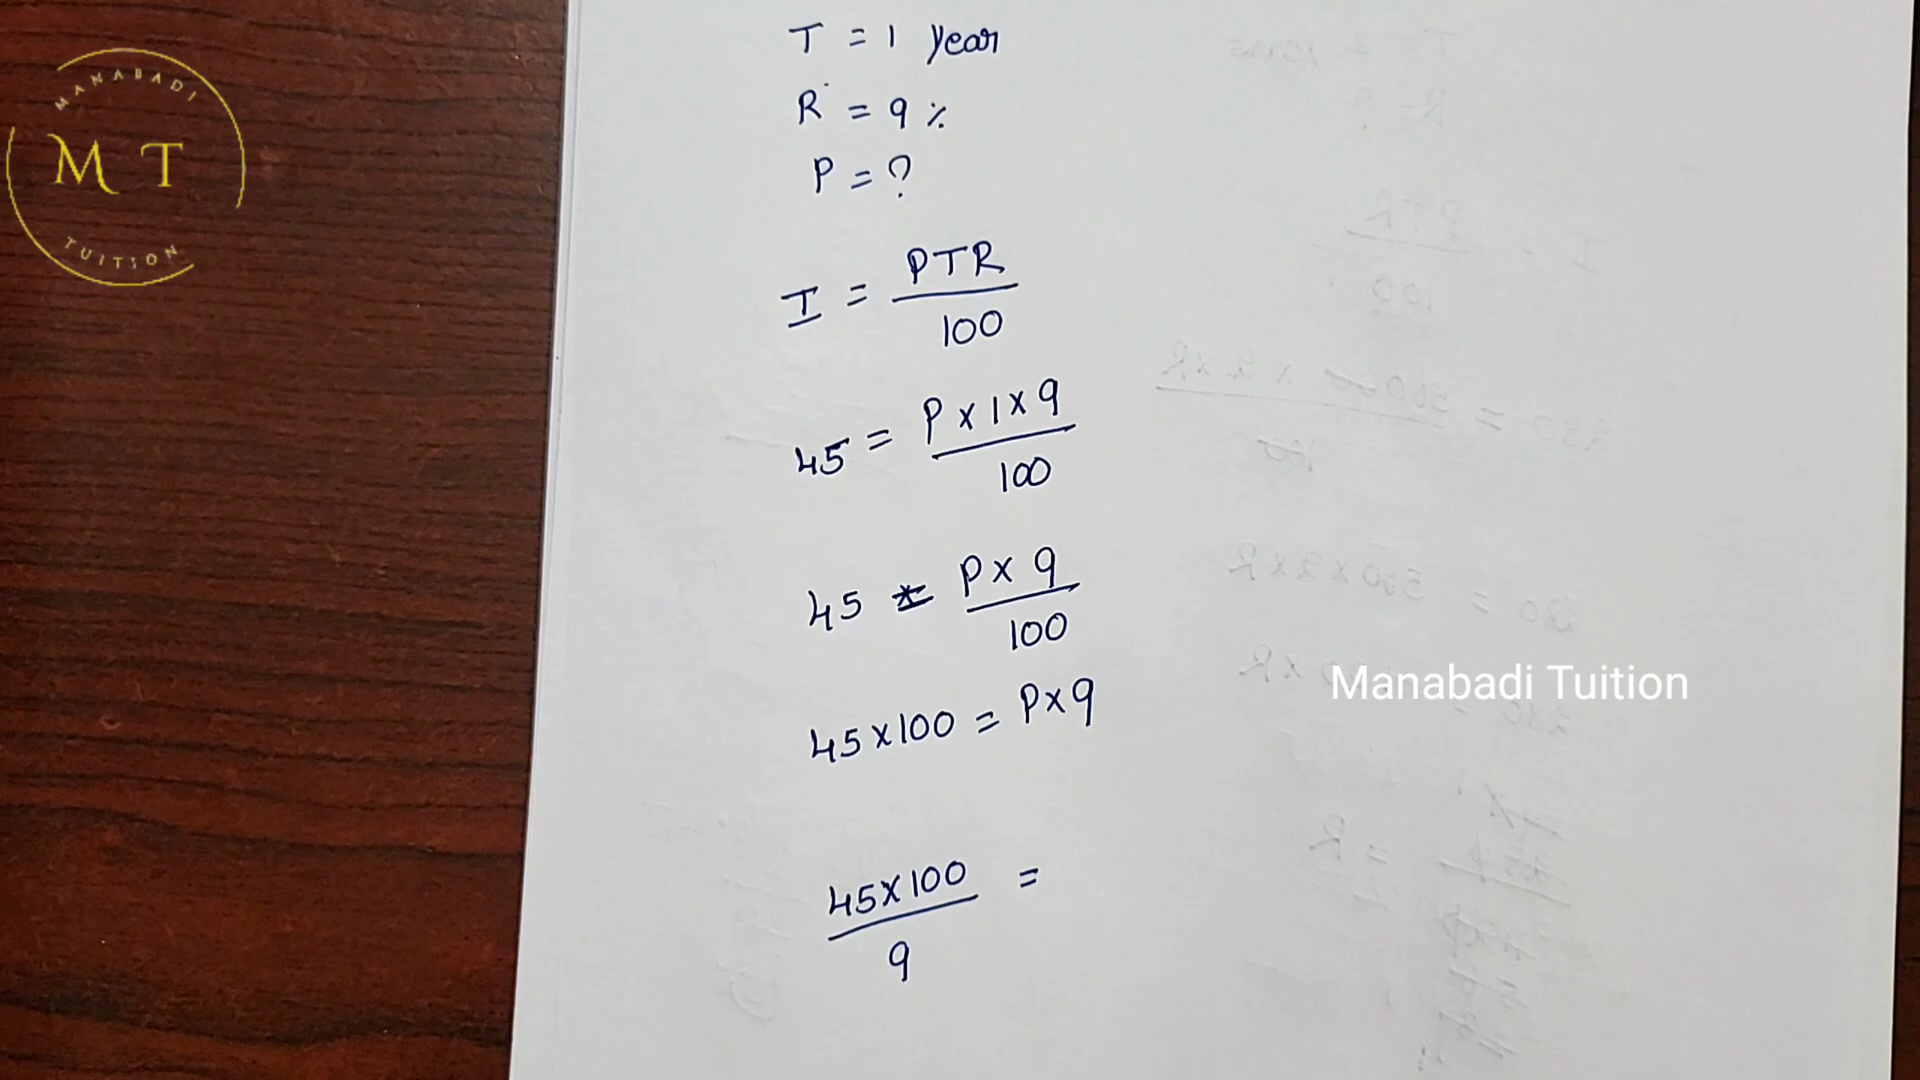 MANABADI
M T
TUITION
T = 1 year
R = 9 %
P = ?
I = PTR / 100
45 = P x 1 x 9 / 100
45 = P x 9 / 100
45 x 100 = P x 9
45 x 100 / 9 =
Manabadi Tuition